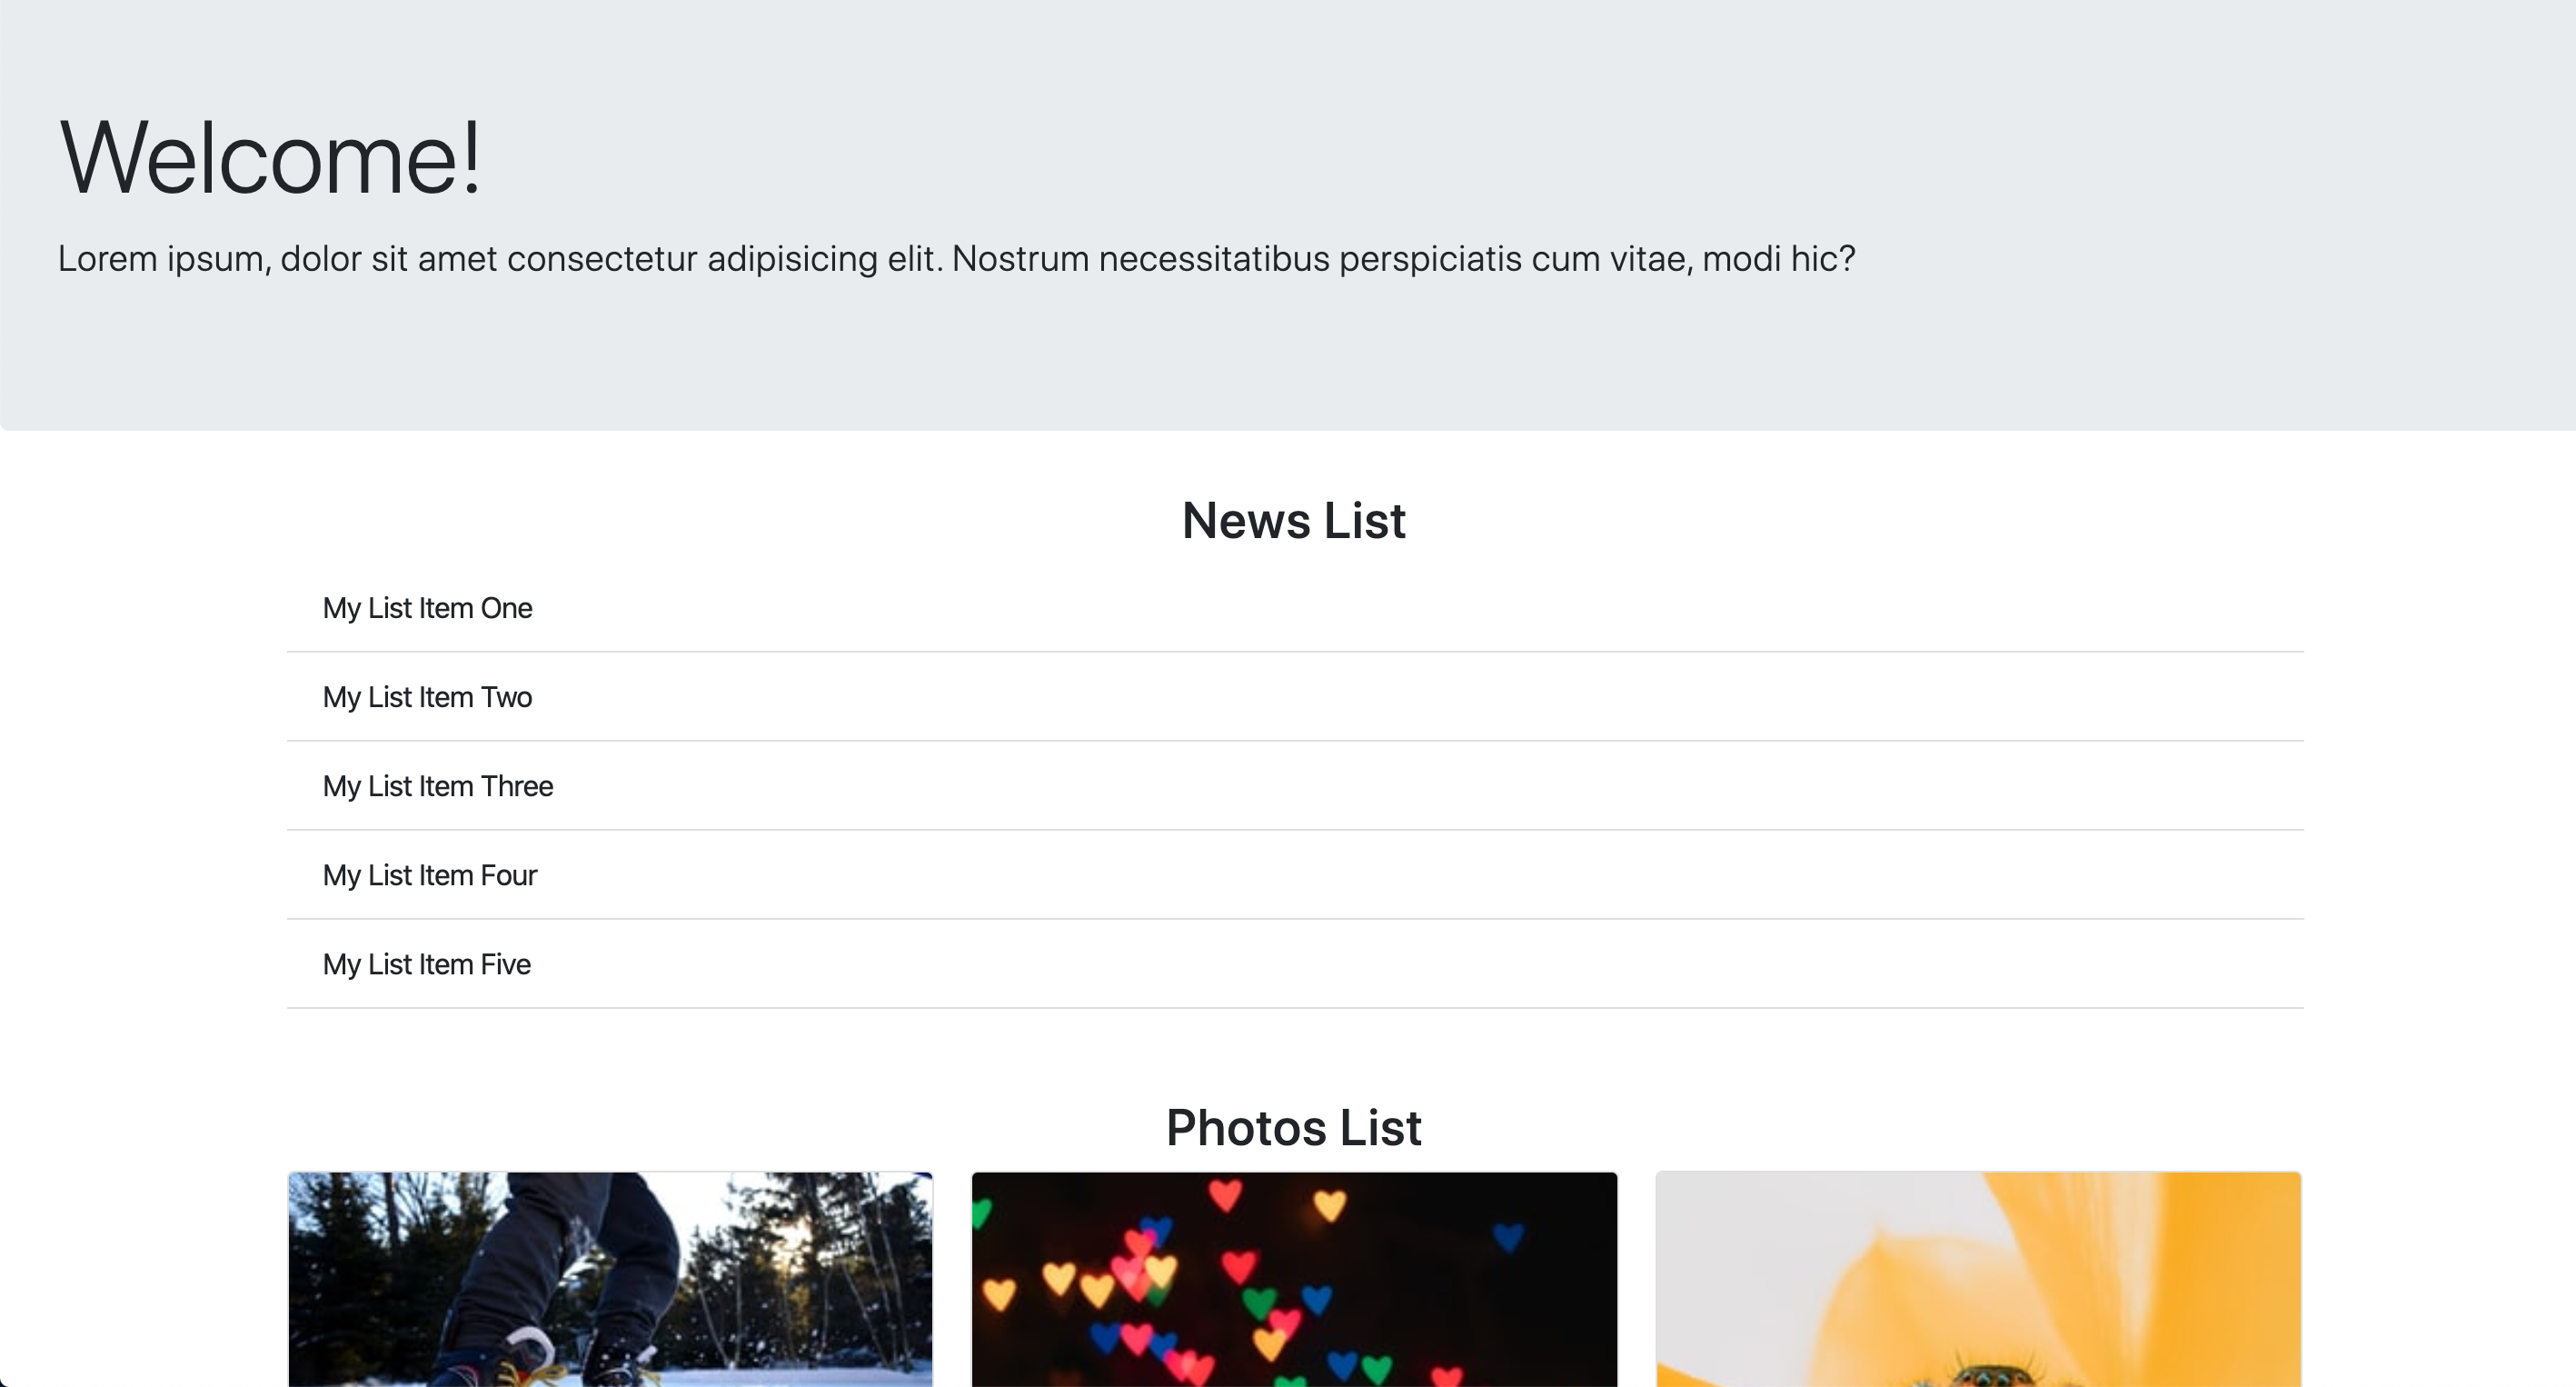 Welcome!
Lorem ipsum, dolor sit amet consectetur adipisicing elit. Nostrum necessitatibus perspiciatis cum vitae, modi hic?
News List
My List Item One
My List Item Two
My List Item Three
My List Item Four
My List Item Five
Photos List